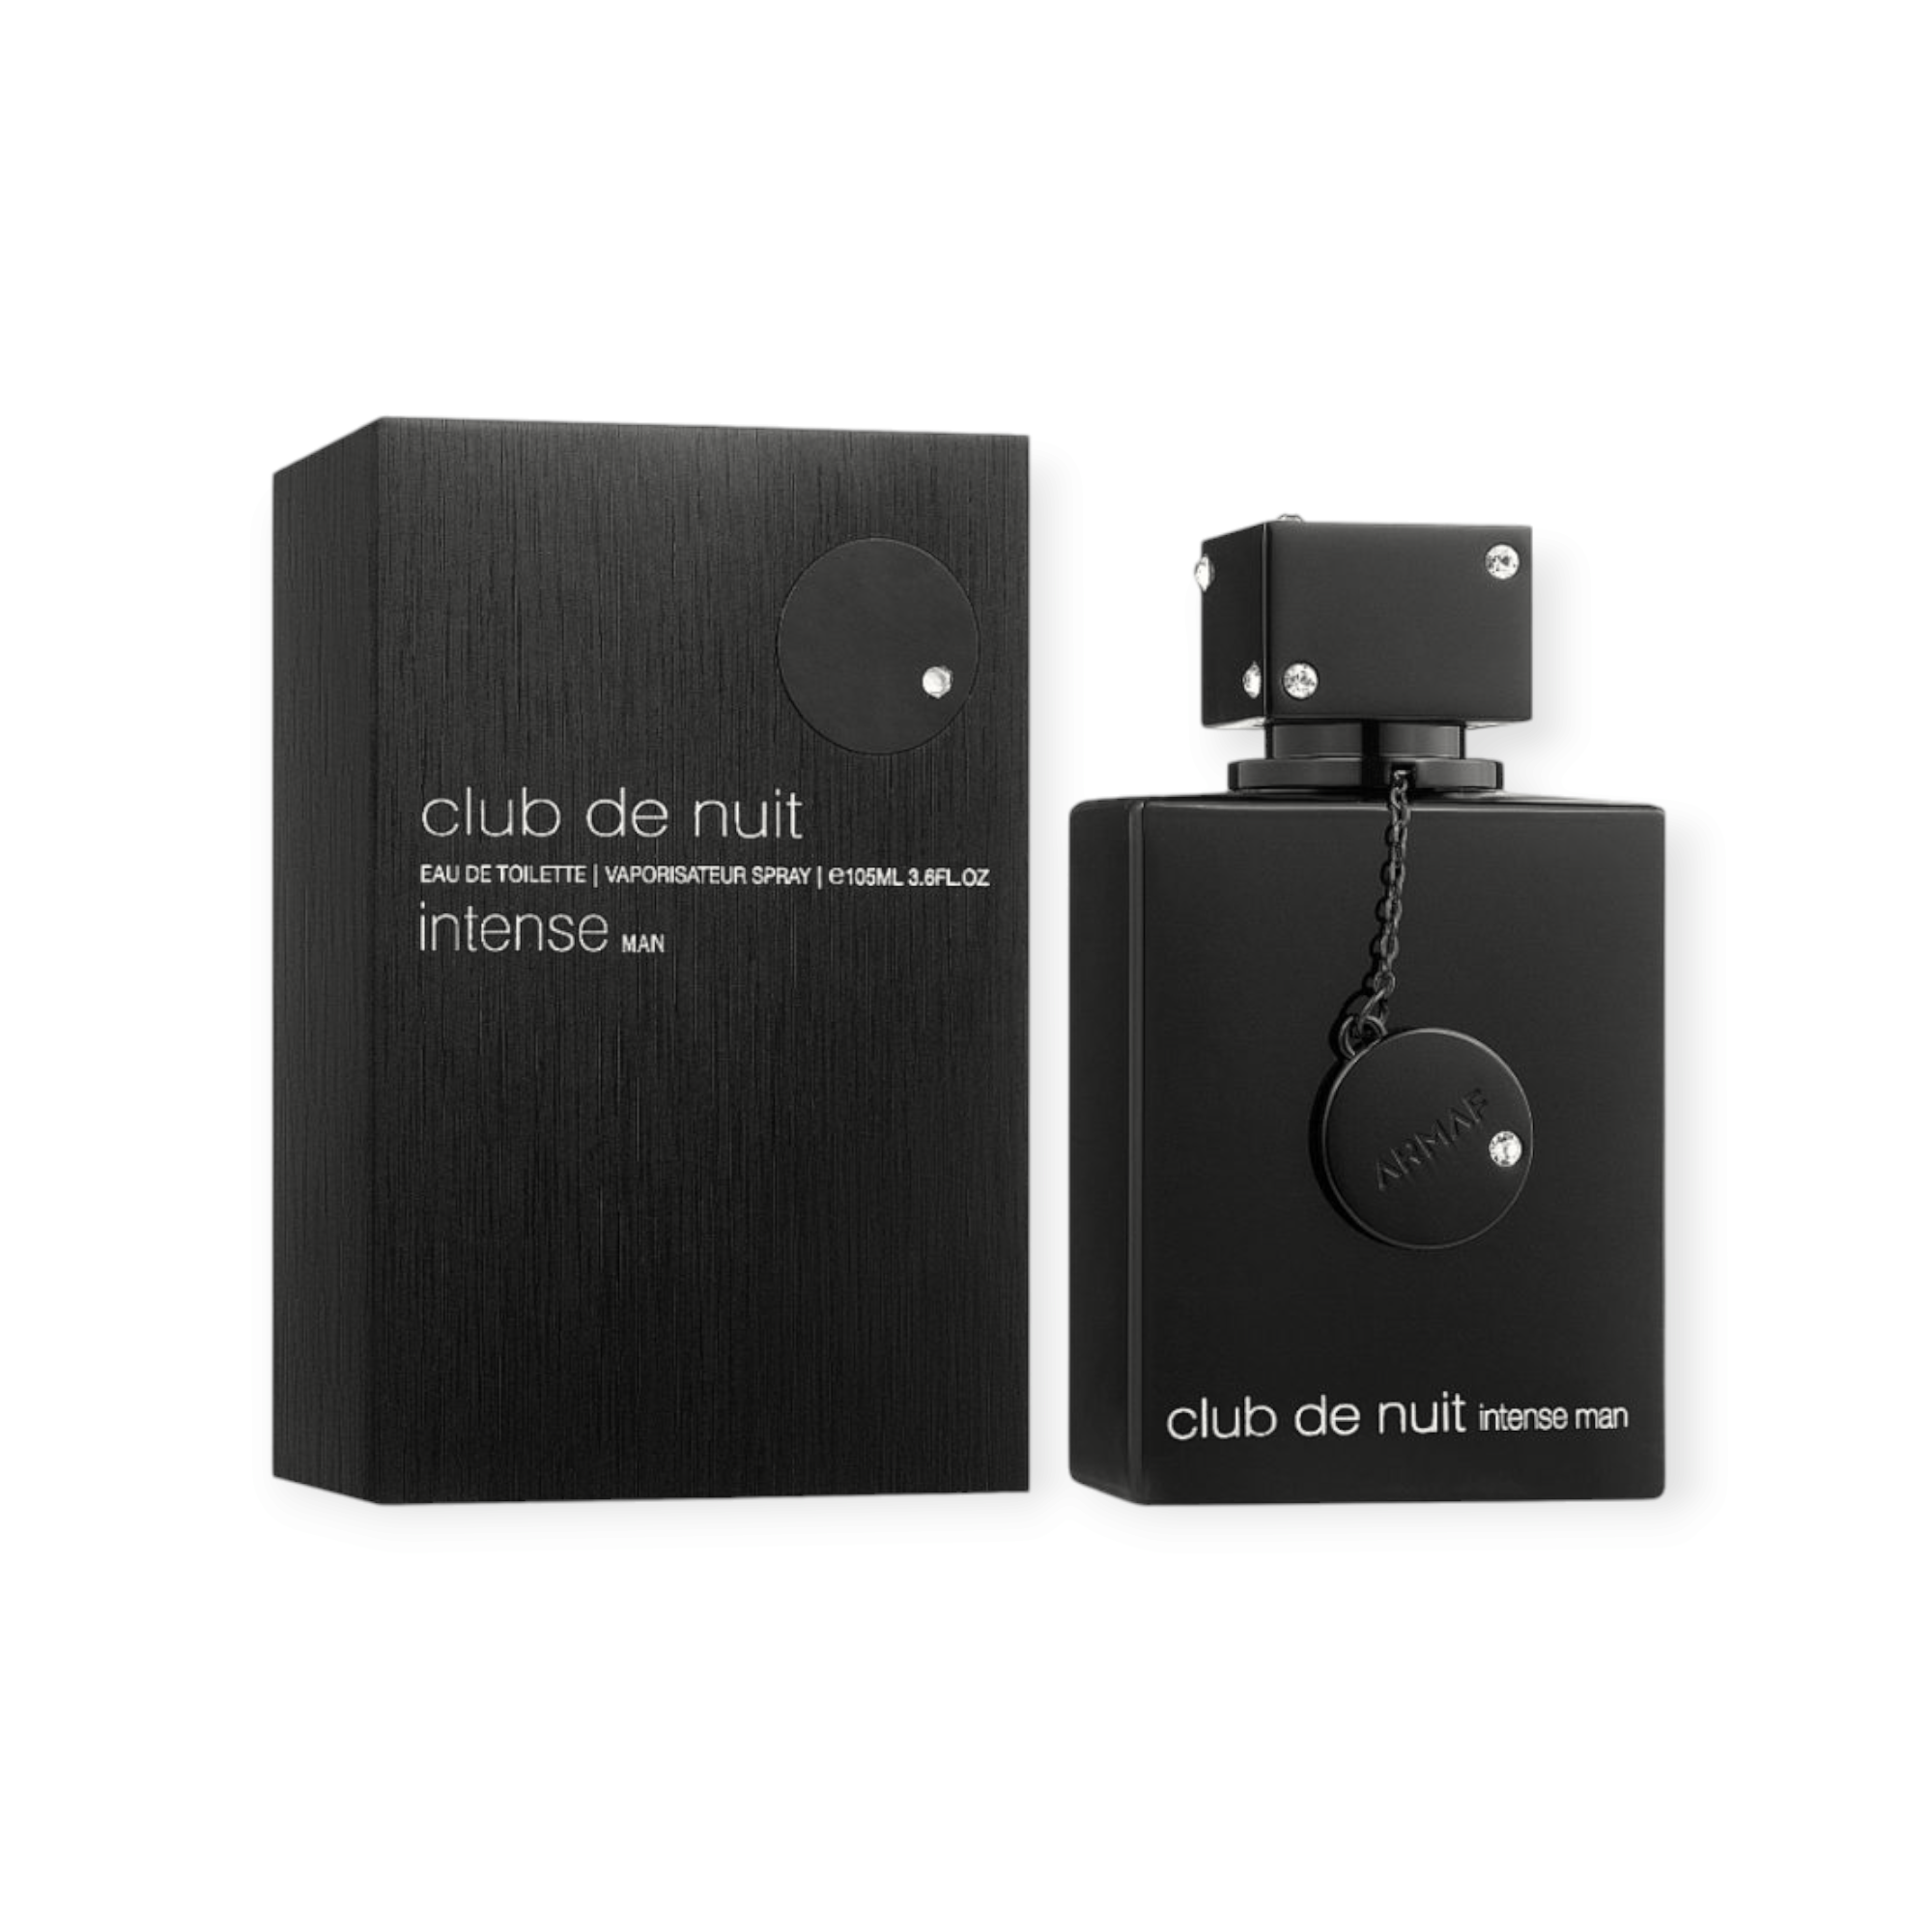 club de nuit
EAU DE TOILETTE | VAPORISATEUR SPRAY | ℮105ML 3.6FL.OZ
intense MAN
ARMAF
club de nuit intense man